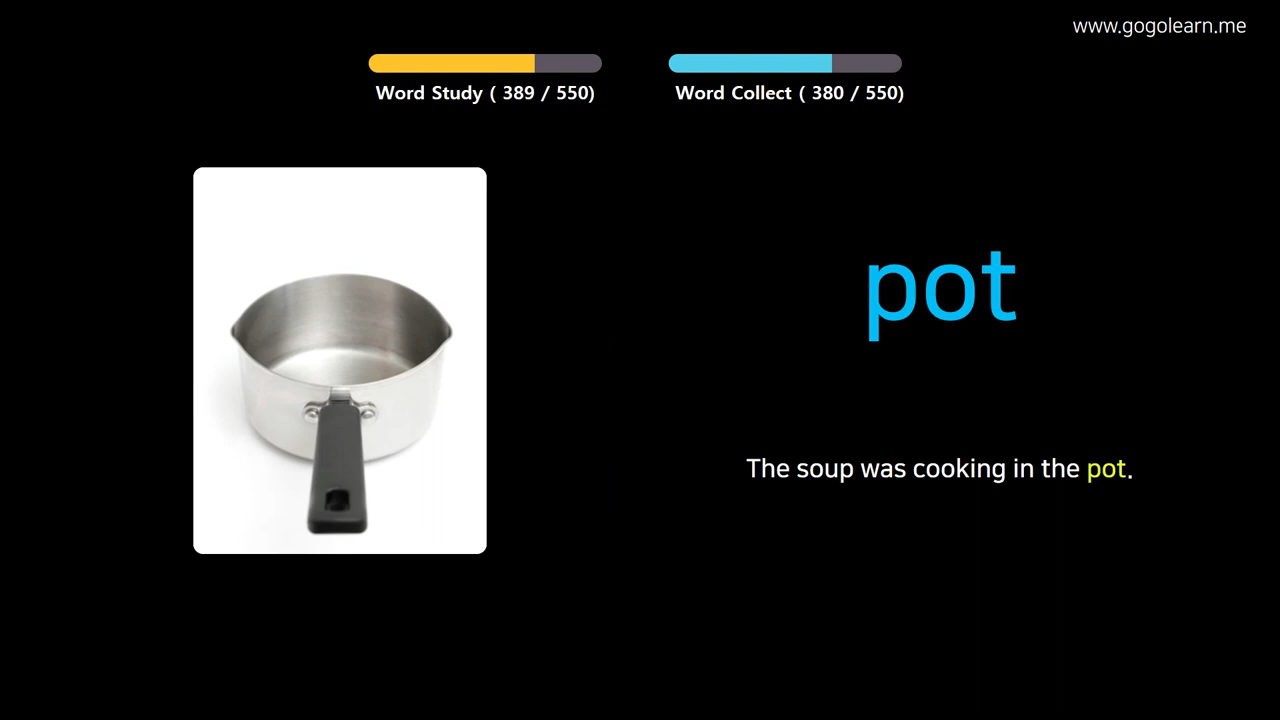 www.gogolearn.me
Word Study ( 389 / 550)
Word Collect ( 380 / 550)
pot
The soup was cooking in the pot.